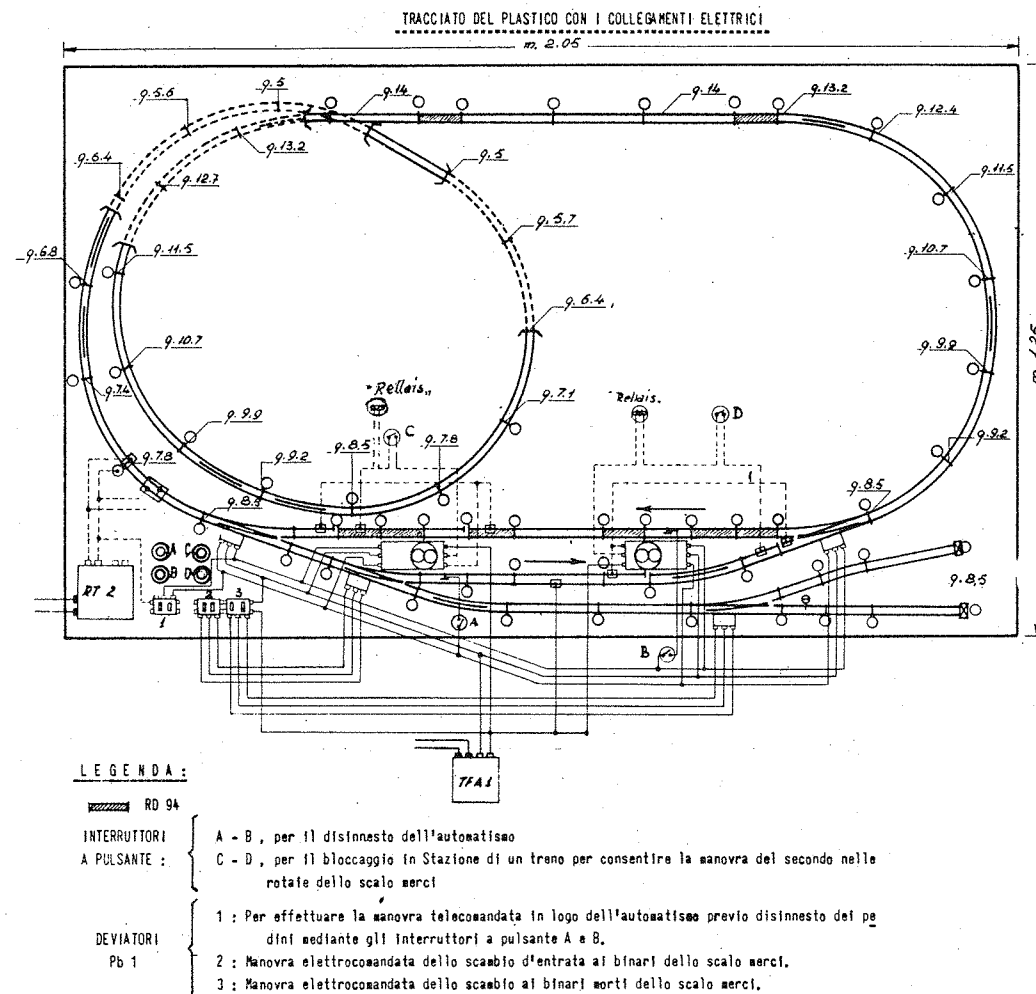 TRACCIATO DEL PLASTICO CON I COLLEGAMENTI ELETTRICI
m. 2.05
q.5
q.5.6
q.14
q.14
q.13.2
q.12.4
q.13.2
q.6.4
q.5
q.12.7
q.11.5
q.5.7
q.6.8
q.11.5
q.10.7
q.6.4
q.10.7
q.9.9
q.7.4
"Rellais"
Rellais.
C
D
q.7.1
q.9.9
q.9.2
q.8.5
q.7.8
q.9.2
q.7.8
q.8.5
q.8.5
1
A C
B D
RT 2
1 2 3
q.8,5
A
B
TFA1
LEGENDA:
RD 94
INTERRUTTORI
A PULSANTE :
A - B , per il disinnesto dell'automatismo
C - D , per il bloccaggio in Stazione di un treno per consentire la manovra del secondo nelle
rotaie dello scalo merci
DEVIATORI
Pb 1
1 : Per effettuare la manovra telecomandata in logo dell'automatismo previo disinnesto dei pe
dini mediante gli interruttori a pulsante A e B.
2 : Manovra elettrocomandata dello scambio d'entrata ai binari dello scalo merci.
3 : Manovra elettrocomandata dello scambio ai binari morti dello scalo merci.